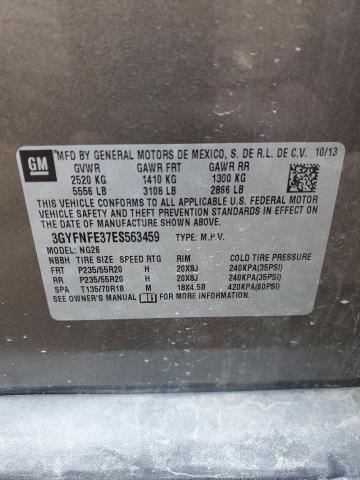 GM
MFD BY GENERAL MOTORS DE MEXICO, S. DE R.L. DE C.V. 10/13
GVWR GAWR FRT GAWR RR
2520 KG 1410 KG 1300 KG
5556 LB 3108 LB 2866 LB
THIS VEHICLE CONFORMS TO ALL APPLICABLE U.S. FEDERAL
MOTOR VEHICLE SAFETY AND THEFT PREVENTION STANDARDS IN EFFECT ON
THE DATE OF MANUFACTURE SHOWN ABOVE.
3GYFNFE37ES563459 TYPE: M.P.V.
NBBH NG26
TIRE SIZE SPEED RTG RIM COLD TIRE PRESSURE
FRT P235/55R20 H 20X8J 240KPA(35PSI)
RR P235/55R20 H 20X8J 240KPA(35PSI)
SPA T135/70R18 M 18X4.5B 420KPA(60PSI)
SEE OWNER'S MANUAL FOR MORE INFORMATION.